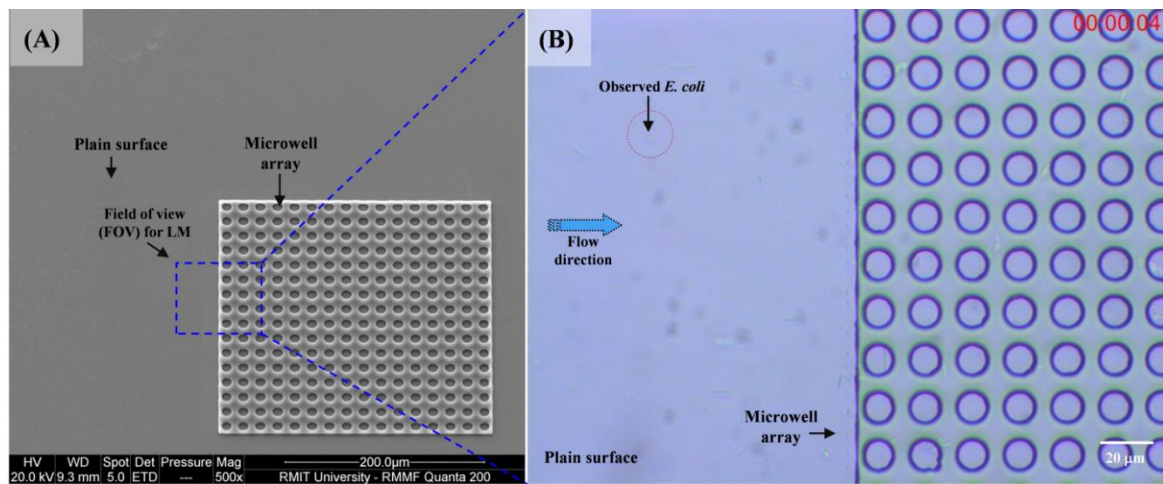 (A)
Plain surface
Microwell
array
Field of view
(FOV) for LM
HV WD Spot Det Pressure Mag
20.0 kV 9.3 mm 5.0 ETD --- 500x
200.0µm
RMIT University - RMMF Quanta 200
(B)
00:00:04
Observed E. coli
Flow
direction
Microwell
array
Plain surface
20 µm